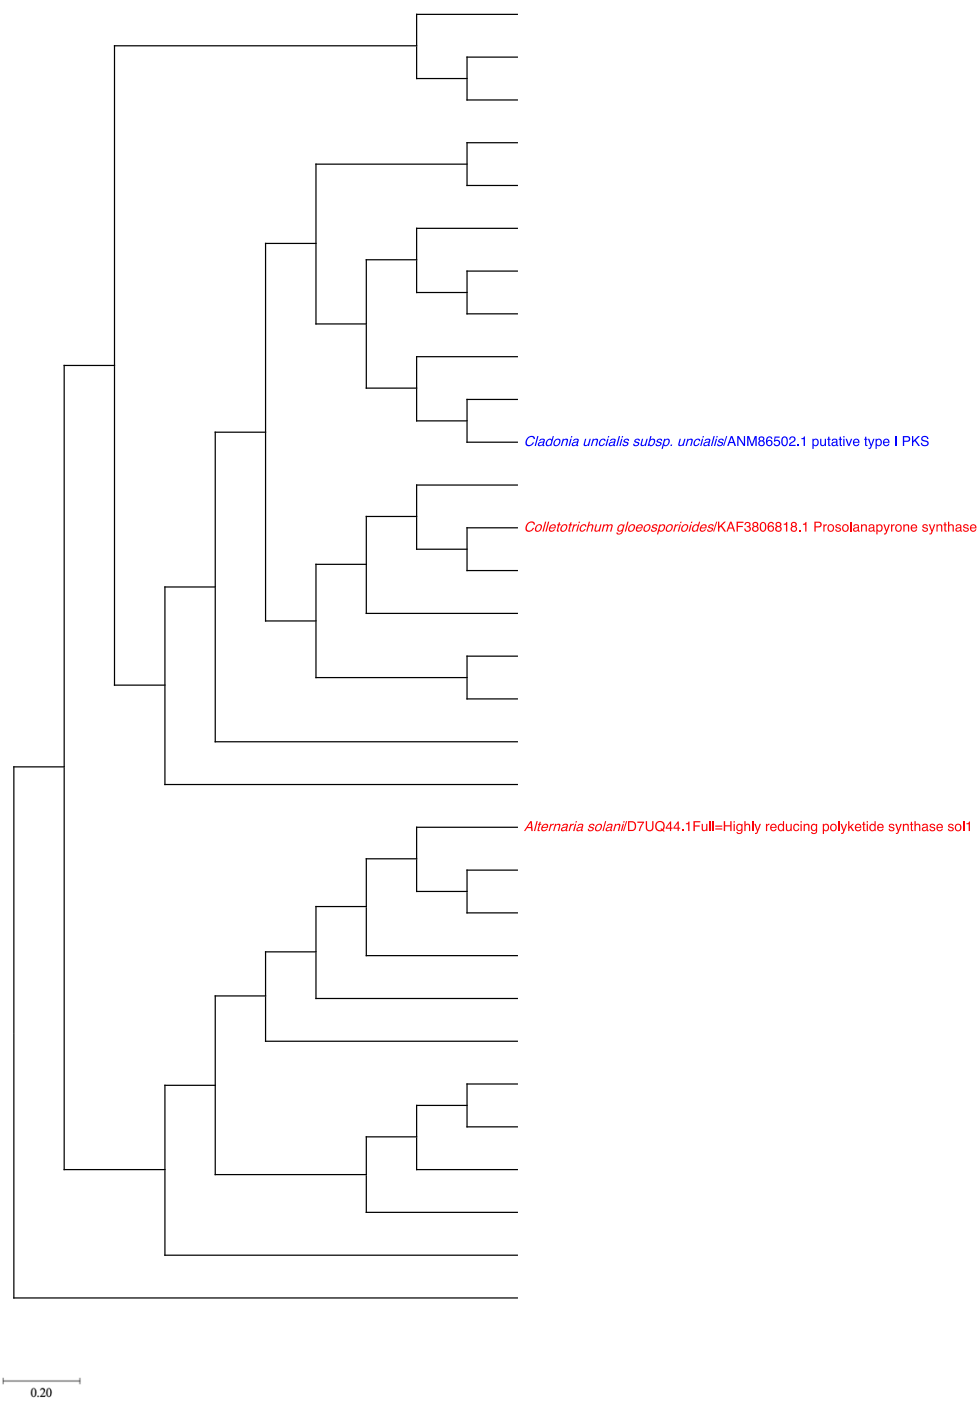 Cladonia uncialis subsp. uncialis/ANM86502.1 putative type I PKS
Colletotrichum gloeosporioides/KAF3806818.1 Prosolanapyrone synthase
Alternaria solani/D7UQ44.1Full=Highly reducing polyketide synthase sol1
0.20